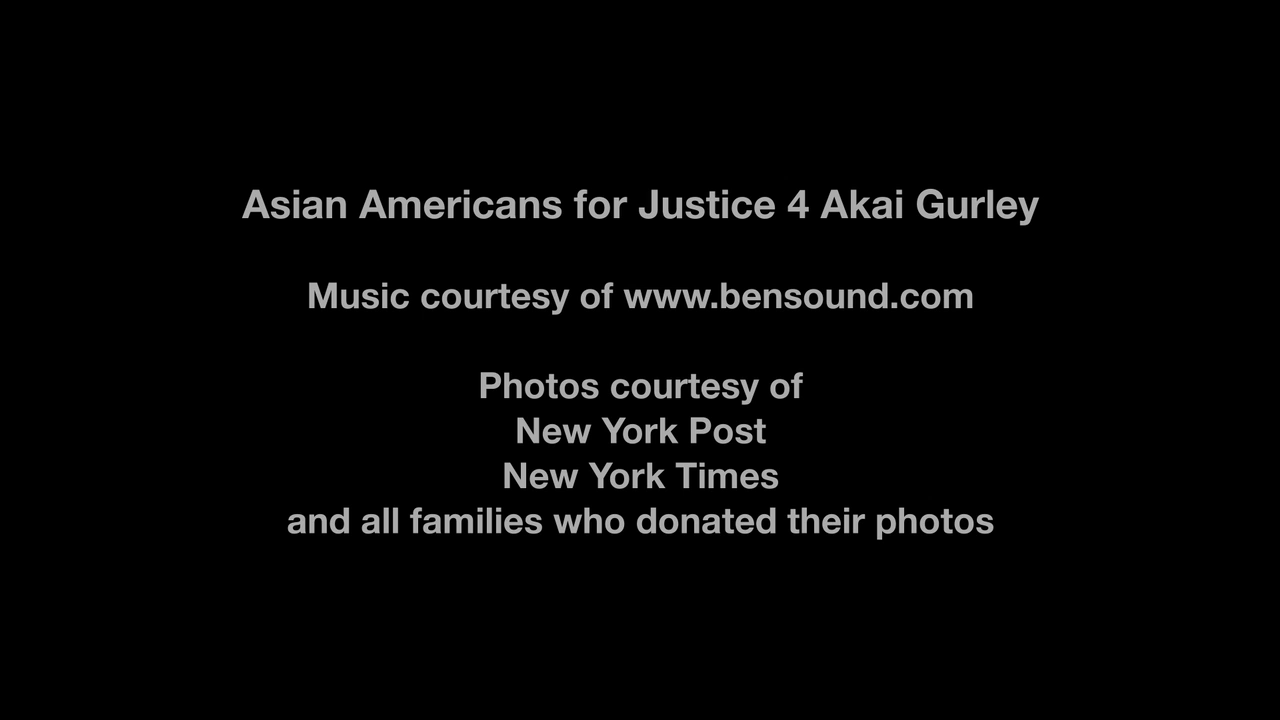 Asian Americans for Justice 4 Akai Gurley
Music courtesy of www.bensound.com
Photos courtesy of
New York Post
New York Times
and all families who donated their photos